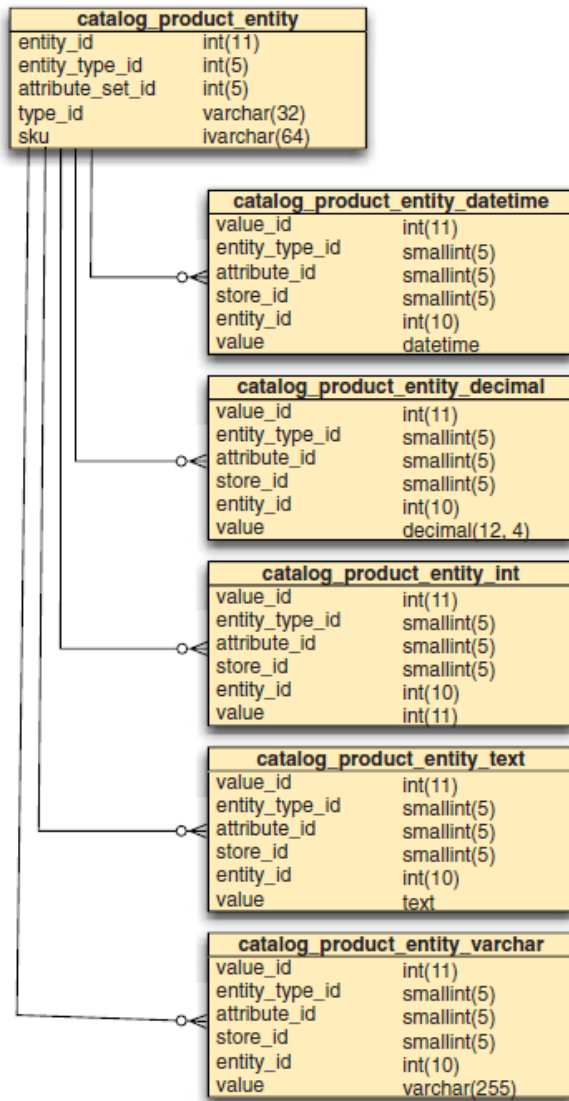 catalog_product_entity
entity_id int(11)
entity_type_id int(5)
attribute_set_id int(5)
type_id varchar(32)
sku ivarchar(64)
catalog_product_entity_datetime
value_id int(11)
entity_type_id smallint(5)
attribute_id smallint(5)
store_id smallint(5)
entity_id int(10)
value datetime
catalog_product_entity_decimal
value_id int(11)
entity_type_id smallint(5)
attribute_id smallint(5)
store_id smallint(5)
entity_id int(10)
value decimal(12, 4)
catalog_product_entity_int
value_id int(11)
entity_type_id smallint(5)
attribute_id smallint(5)
store_id smallint(5)
entity_id int(10)
value int(11)
catalog_product_entity_text
value_id int(11)
entity_type_id smallint(5)
attribute_id smallint(5)
store_id smallint(5)
entity_id int(10)
value text
catalog_product_entity_varchar
value_id int(11)
entity_type_id smallint(5)
attribute_id smallint(5)
store_id smallint(5)
entity_id int(10)
value varchar(255)